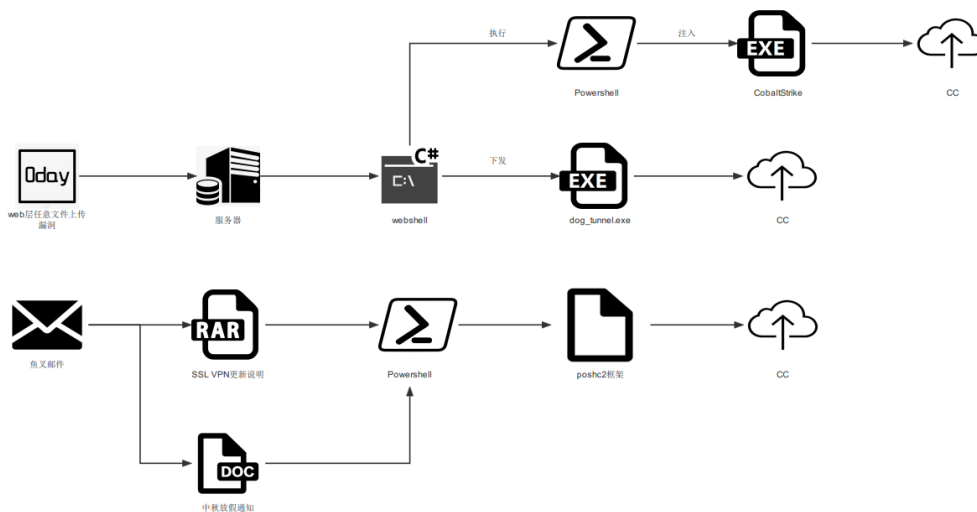 执行
注入
EXE
Powershell
CobaltStrike
CC
0day
C#
C:\
下发
EXE
web层任意文件上传
漏洞
服务器
webshell
dog_tunnel.exe
CC
RAR
鱼叉邮件
SSL VPN更新说明
Powershell
poshc2框架
CC
DOC
中秋放假通知